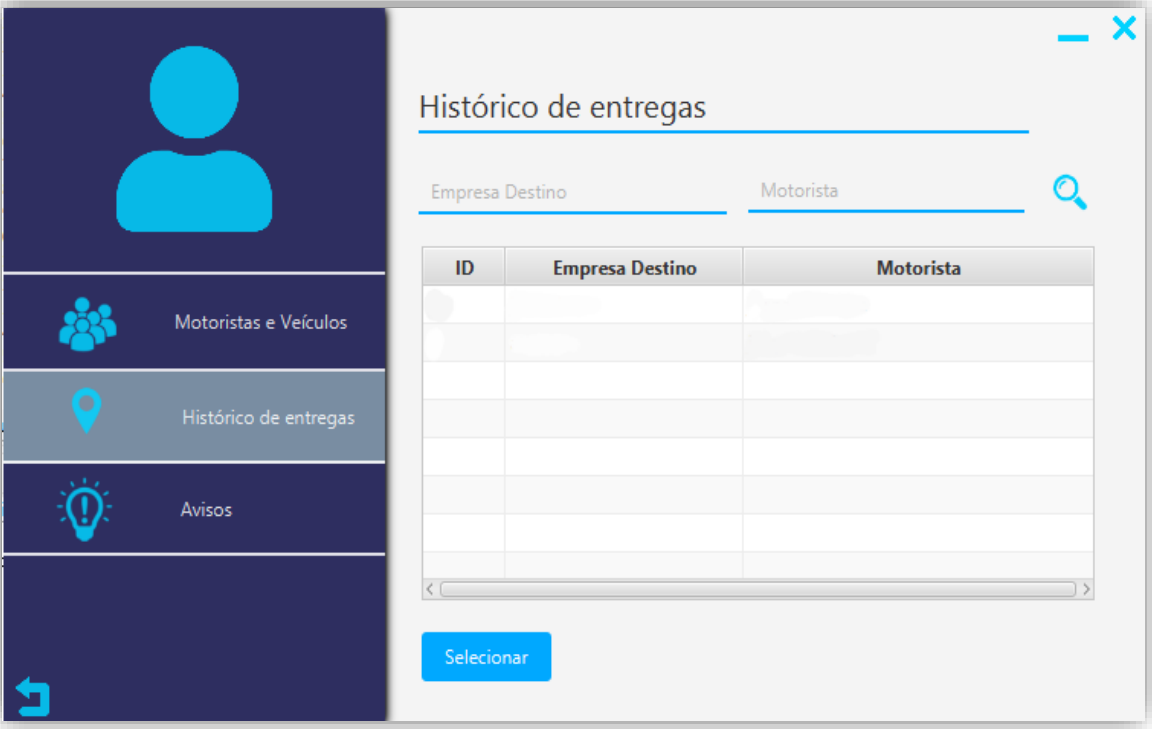 Motoristas e Veículos
Histórico de entregas
Avisos
Histórico de entregas
Empresa Destino Motorista
ID Empresa Destino Motorista
Selecionar